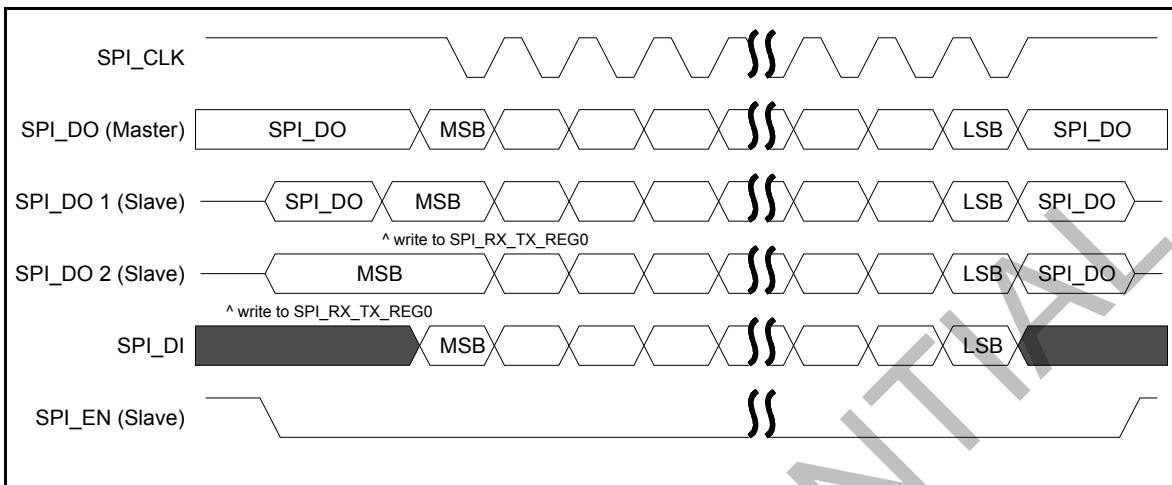 SPI_CLK
SPI_DO (Master) SPI_DO MSB LSB SPI_DO
SPI_DO 1 (Slave) SPI_DO MSB LSB SPI_DO
^ write to SPI_RX_TX_REG0
SPI_DO 2 (Slave) MSB LSB SPI_DO
^ write to SPI_RX_TX_REG0
SPI_DI MSB LSB
SPI_EN (Slave)
NTIAL